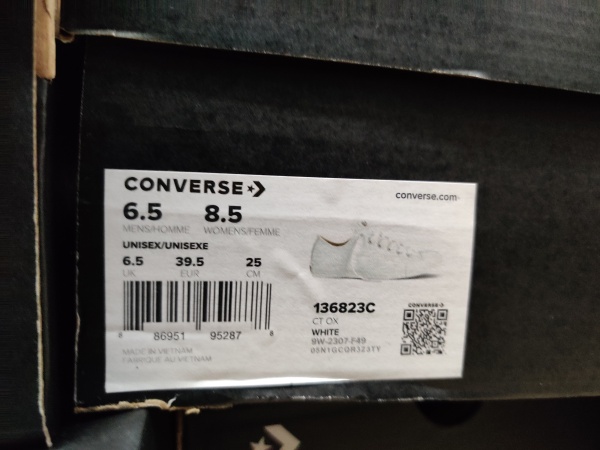 CONVERSE
converse.com
6.5 8.5
MENS/HOMME WOMENS/FEMME
UNISEX/UNISEXE
6.5 39.5 25
UK EUR CM
8 86951 95287 8
MADE IN VIETNAM
FABRIQUE AU VIETNAM
136823C
CT OX
WHITE
CONVERSE